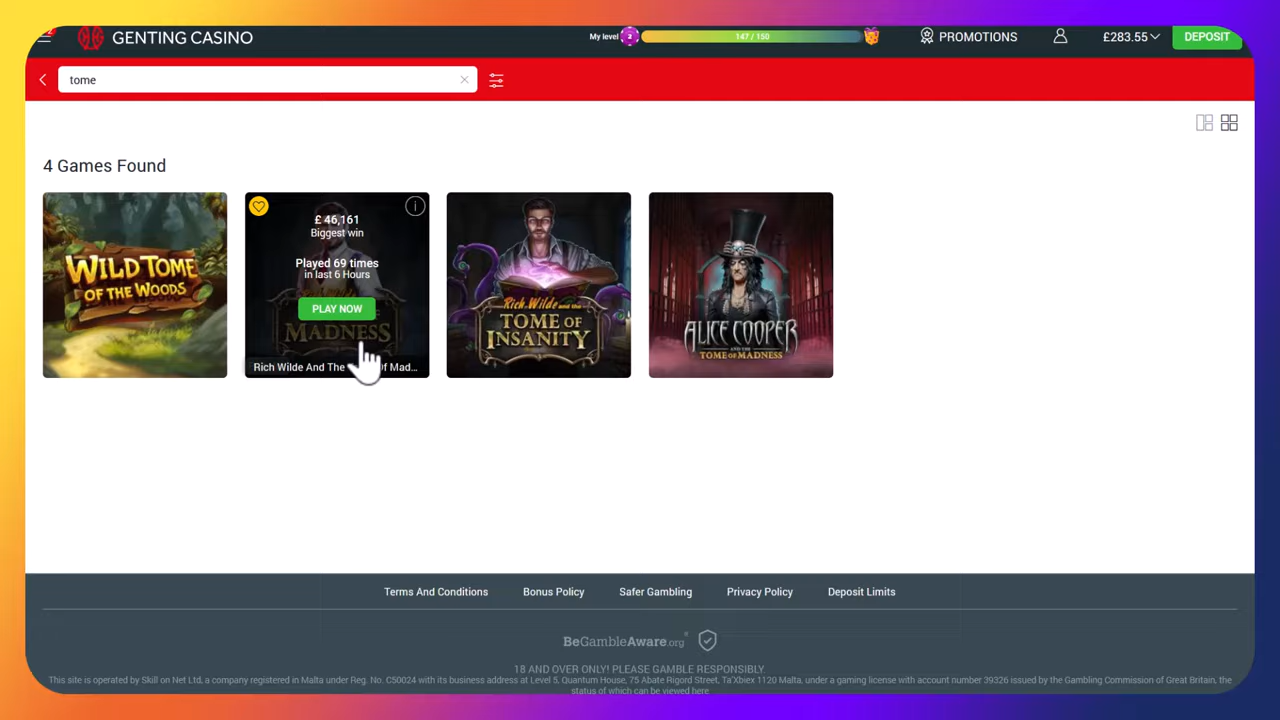 2
GENTING CASINO
My level
2
147 / 150
PROMOTIONS
£283.55
DEPOSIT
tome
4 Games Found
WILD TOME
OF THE WOODS
£ 46,161
Biggest win
Played 69 times
in last 6 Hours
PLAY NOW
MADNESS
Rich Wilde And The Of Mad...
Rich Wilde and the
TOME OF
INSANITY
ALICE COOPER
AND THE
TOME OF MADNESS
Terms And Conditions
Bonus Policy
Safer Gambling
Privacy Policy
Deposit Limits
BeGambleAware.org
18 AND OVER ONLY! PLEASE GAMBLE RESPONSIBLY.
This site is operated by Skill on Net Ltd, a company registered in Malta under Reg. No. C50024 with its business address at Level 5, Quantum House, 75 Abate Rigord Street, Ta'Xbiex 1120 Malta, under a gaming license with account number 39326 issued by the Gambling Commission of Great Britain, the
status of which can be viewed here